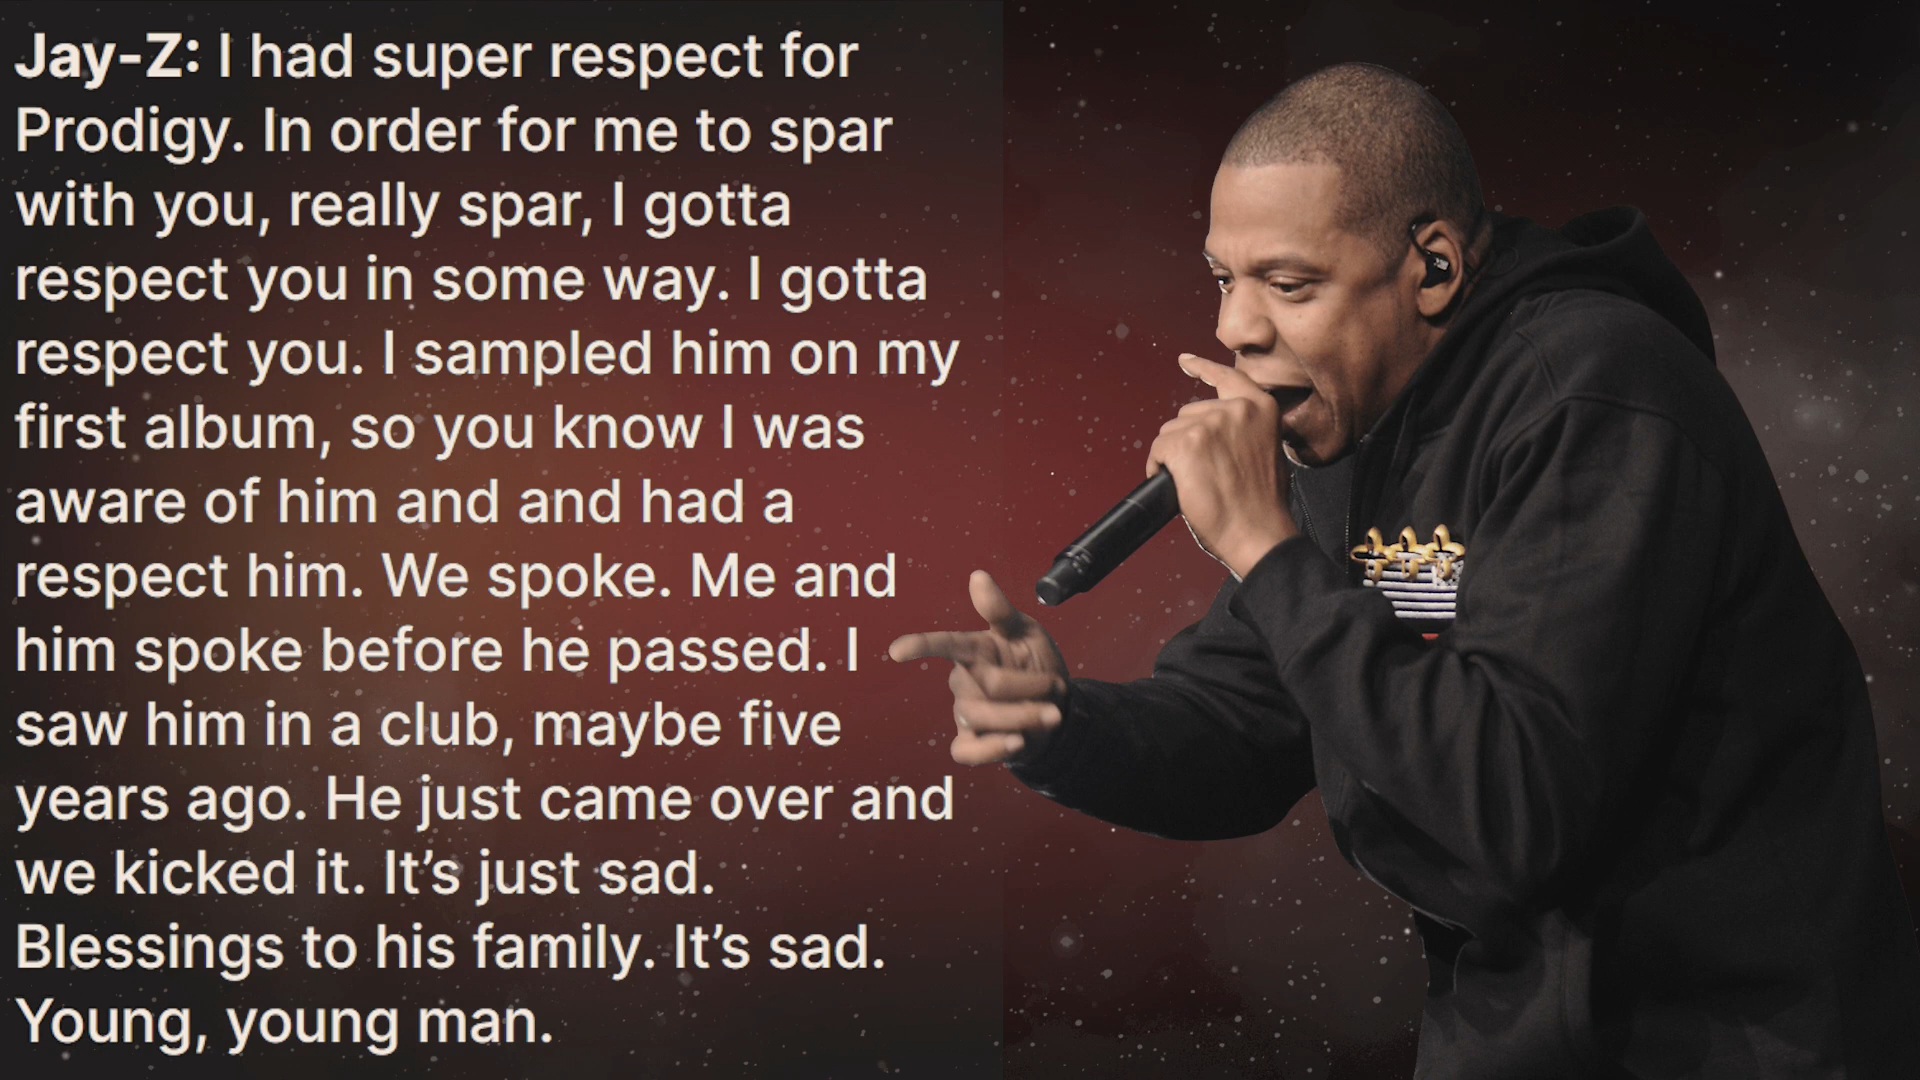 Jay-Z: I had super respect for
Prodigy. In order for me to spar
with you, really spar, I gotta
respect you in some way. I gotta
respect you. I sampled him on my
first album, so you know I was
aware of him and and had a
respect him. We spoke. Me and
him spoke before he passed. I
saw him in a club, maybe five
years ago. He just came over and
we kicked it. It’s just sad.
Blessings to his family. It’s sad.
Young, young man.